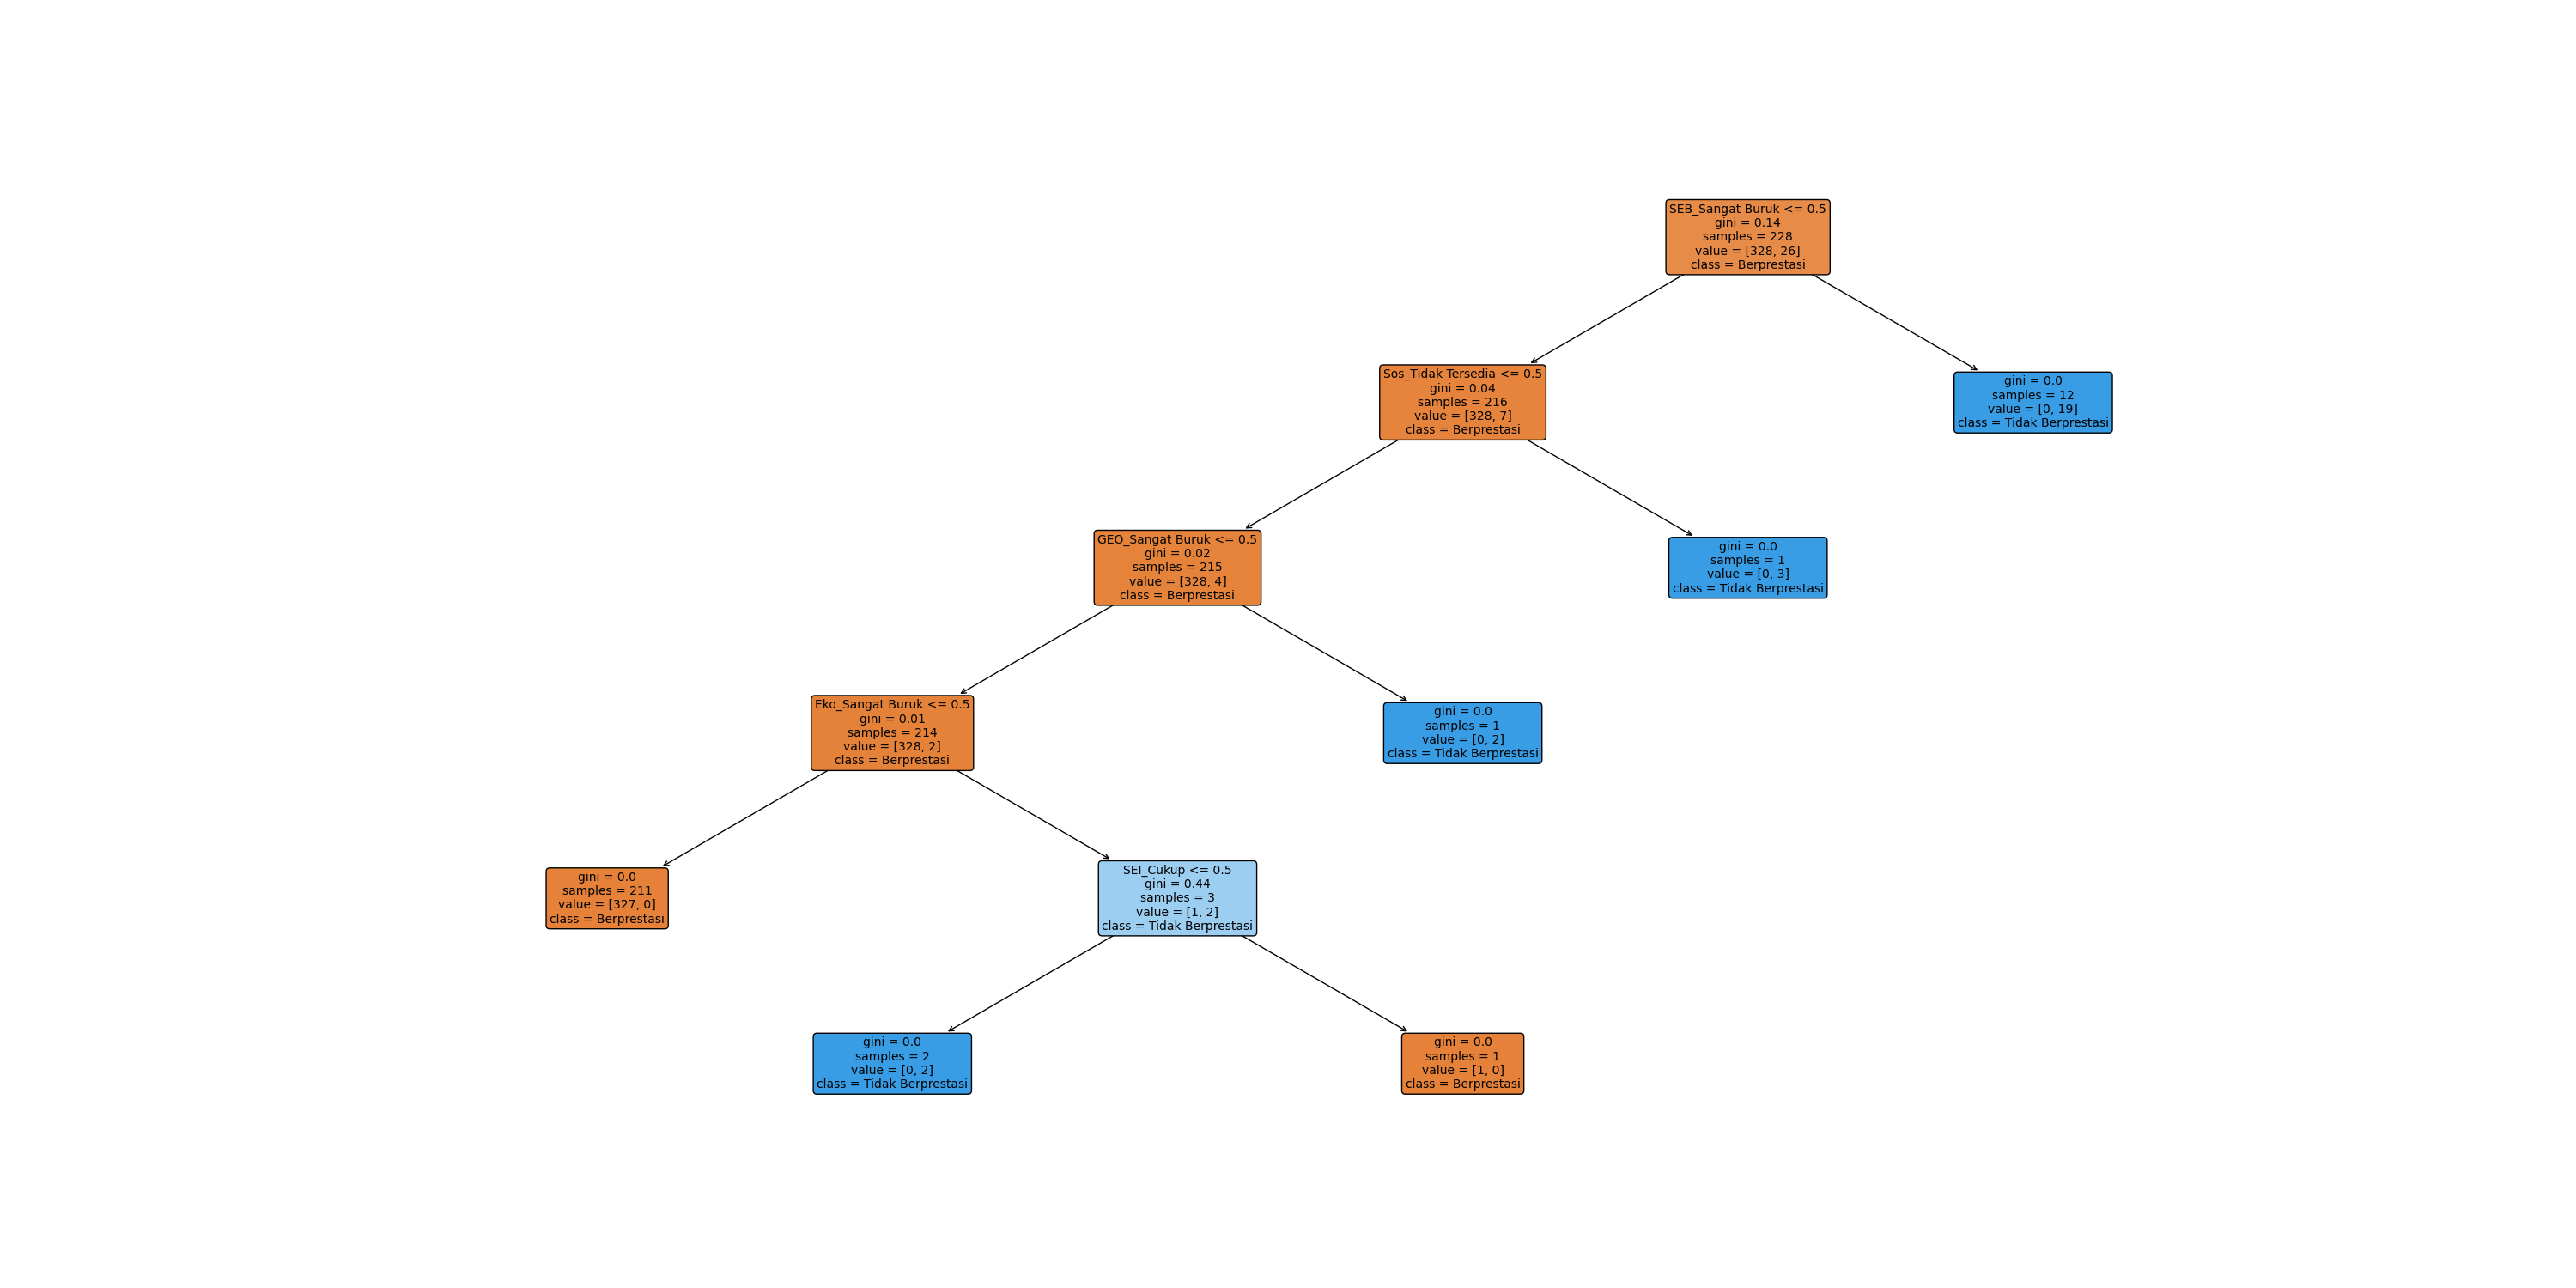 SEB_Sangat Buruk <= 0.5
gini = 0.14
samples = 228
value = [328, 26]
class = Berprestasi
Sos_Tidak Tersedia <= 0.5
gini = 0.04
samples = 216
value = [328, 7]
class = Berprestasi
gini = 0.0
samples = 12
value = [0, 19]
class = Tidak Berprestasi
GEO_Sangat Buruk <= 0.5
gini = 0.02
samples = 215
value = [328, 4]
class = Berprestasi
gini = 0.0
samples = 1
value = [0, 3]
class = Tidak Berprestasi
Eko_Sangat Buruk <= 0.5
gini = 0.01
samples = 214
value = [328, 2]
class = Berprestasi
gini = 0.0
samples = 1
value = [0, 2]
class = Tidak Berprestasi
gini = 0.0
samples = 211
value = [327, 0]
class = Berprestasi
SEI_Cukup <= 0.5
gini = 0.44
samples = 3
value = [1, 2]
class = Tidak Berprestasi
gini = 0.0
samples = 2
value = [0, 2]
class = Tidak Berprestasi
gini = 0.0
samples = 1
value = [1, 0]
class = Berprestasi